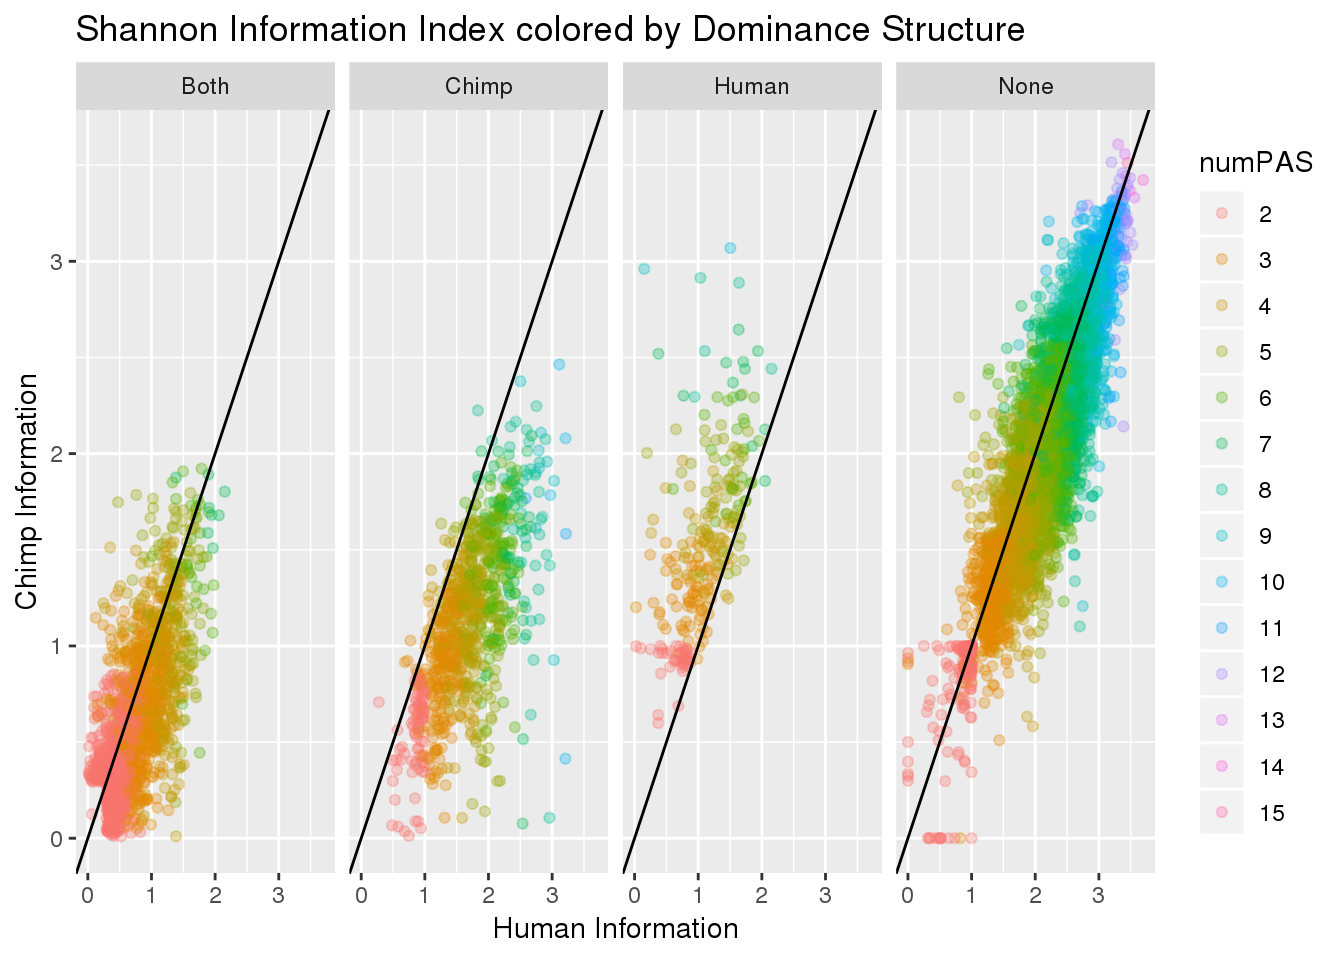 Shannon Information Index colored by Dominance Structure
Both
Chimp
Human
None
Chimp Information
3
2
1
0
0 1 2 3
0 1 2 3
0 1 2 3
0 1 2 3
Human Information
numPAS
2
3
4
5
6
7
8
9
10
11
12
13
14
15